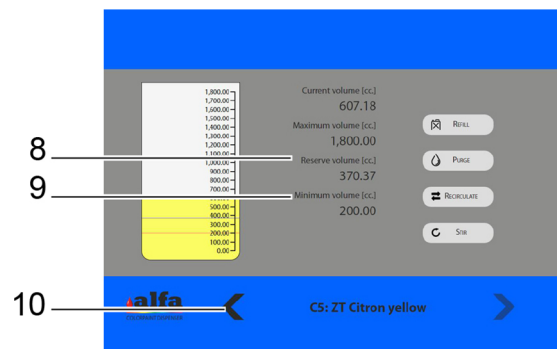 1,800.00
1,700.00
1,600.00
1,500.00
1,400.00
1,300.00
1,200.00
1,100.00
1,000.00
900.00
800.00
700.00
500.00
400.00
300.00
200.00
100.00
0.00
Current volume [cc.]
607.18
Maximum volume [cc.]
1,800.00
Reserve volume [cc.]
370.37
Minimum volume [cc.]
200.00
REFILL
PURGE
RECIRCULATE
STIR
8
9
10
alfa
C5: ZT Citron yellow